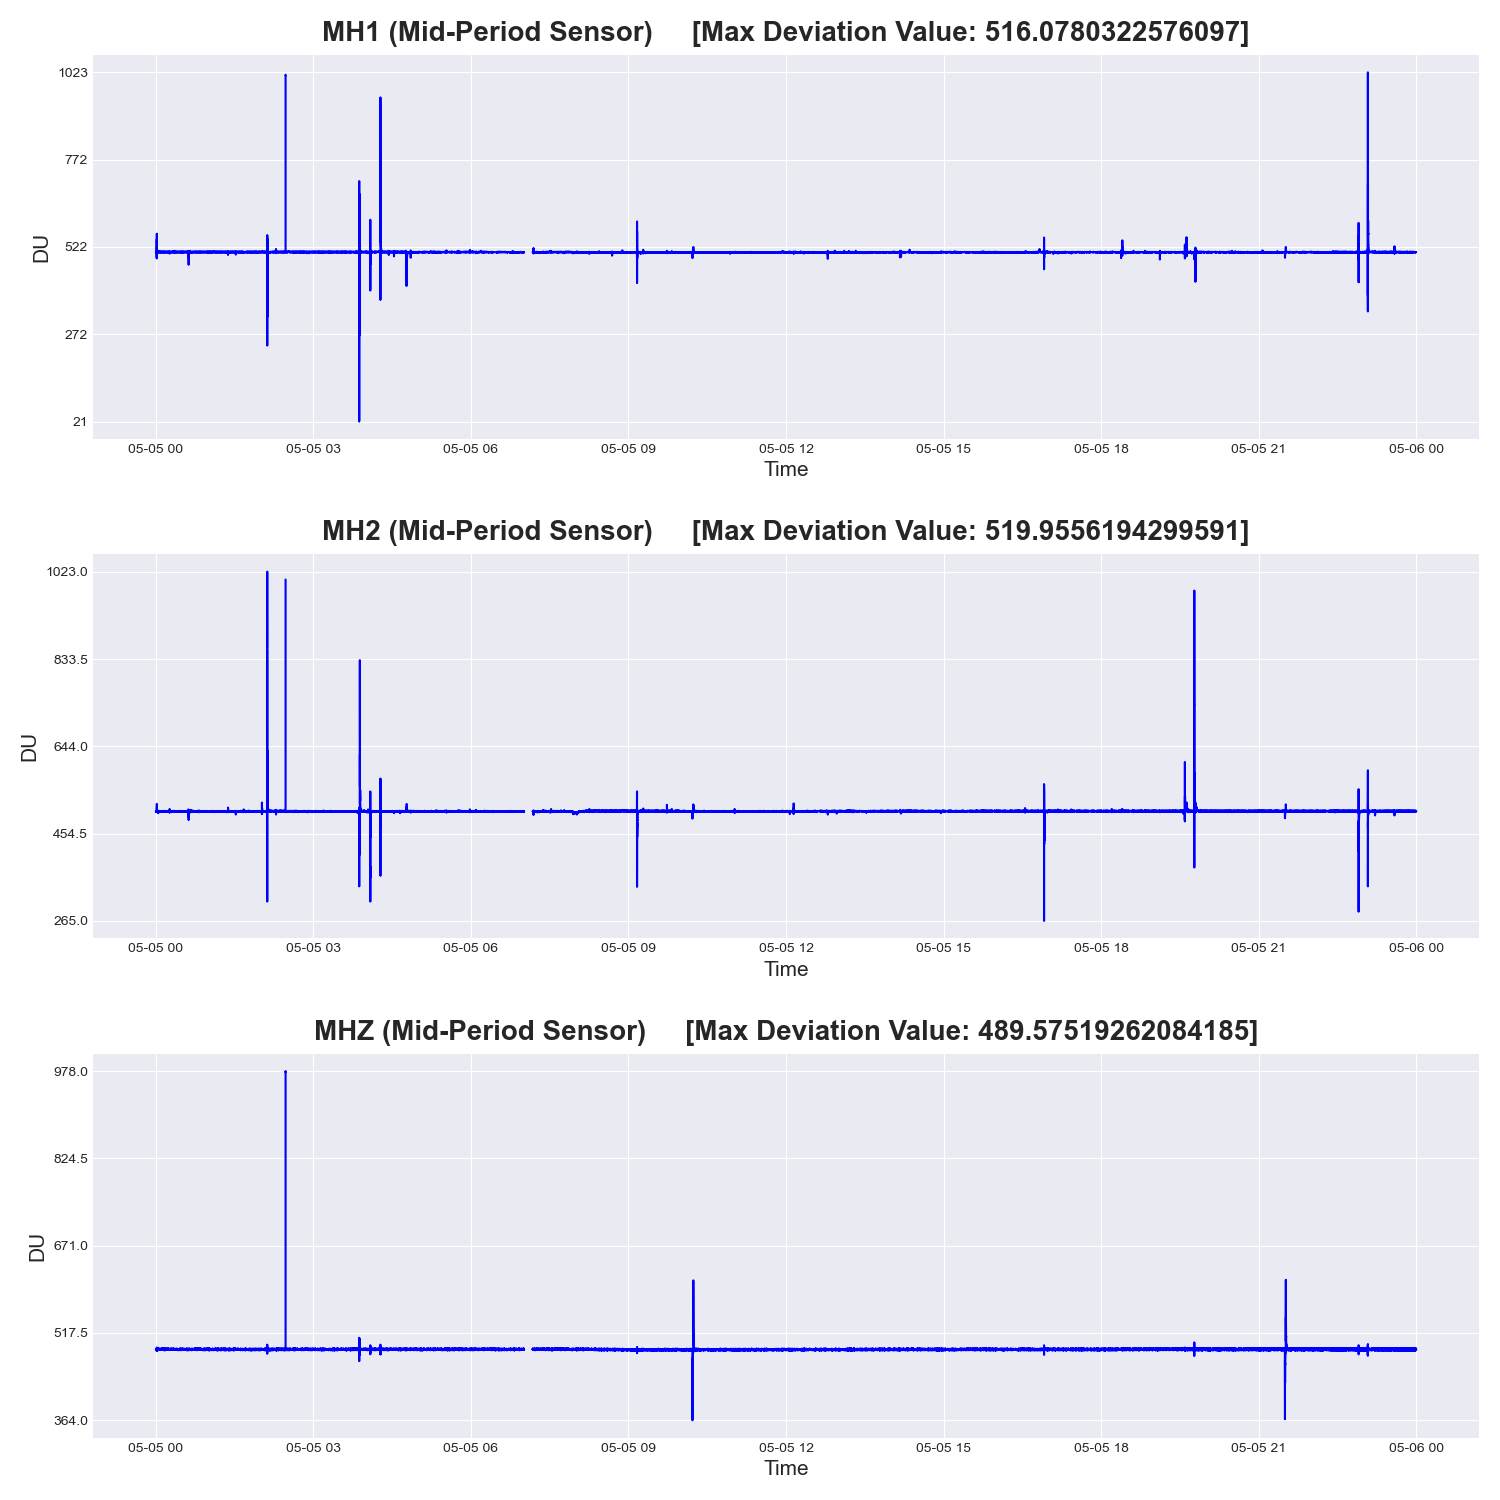 MH1 (Mid-Period Sensor) [Max Deviation Value: 516.0780322576097]
1023
772
522
272
21
DU
05-05 00 05-05 03 05-05 06 05-05 09 05-05 12 05-05 15 05-05 18 05-05 21 05-06 00
Time
MH2 (Mid-Period Sensor) [Max Deviation Value: 519.9556194299591]
1023.0
833.5
644.0
454.5
265.0
DU
05-05 00 05-05 03 05-05 06 05-05 09 05-05 12 05-05 15 05-05 18 05-05 21 05-06 00
Time
MHZ (Mid-Period Sensor) [Max Deviation Value: 489.57519262084185]
978.0
824.5
671.0
517.5
364.0
DU
05-05 00 05-05 03 05-05 06 05-05 09 05-05 12 05-05 15 05-05 18 05-05 21 05-06 00
Time